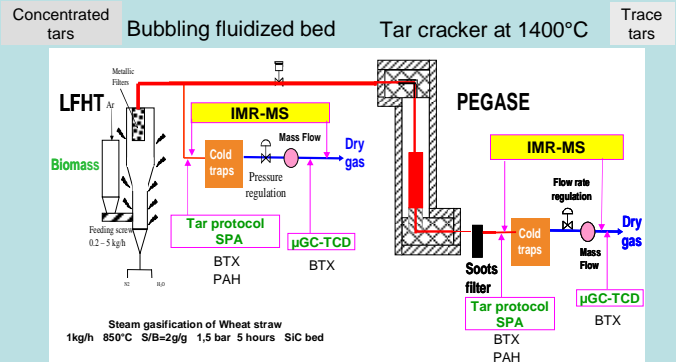 Concentrated
tars
Bubbling fluidized bed
Tar cracker at 1400°C
Trace
tars
Metallic
Filters
LFHT
Ar
Biomass
Feeding screw
0.2 – 5 kg/h
N2
H2O
IMR-MS
Cold
traps
Mass Flow
Pressure
regulation
Dry
gas
Tar protocol
SPA
BTX
PAH
µGC-TCD
BTX
PEGASE
IMR-MS
Flow rate
regulation
Cold
traps
Mass
Flow
Dry
gas
Soots
filter
Tar protocol
SPA
BTX
PAH
µGC-TCD
BTX
Steam gasification of Wheat straw
1kg/h 850°C S/B=2g/g 1,5 bar 5 hours SiC bed